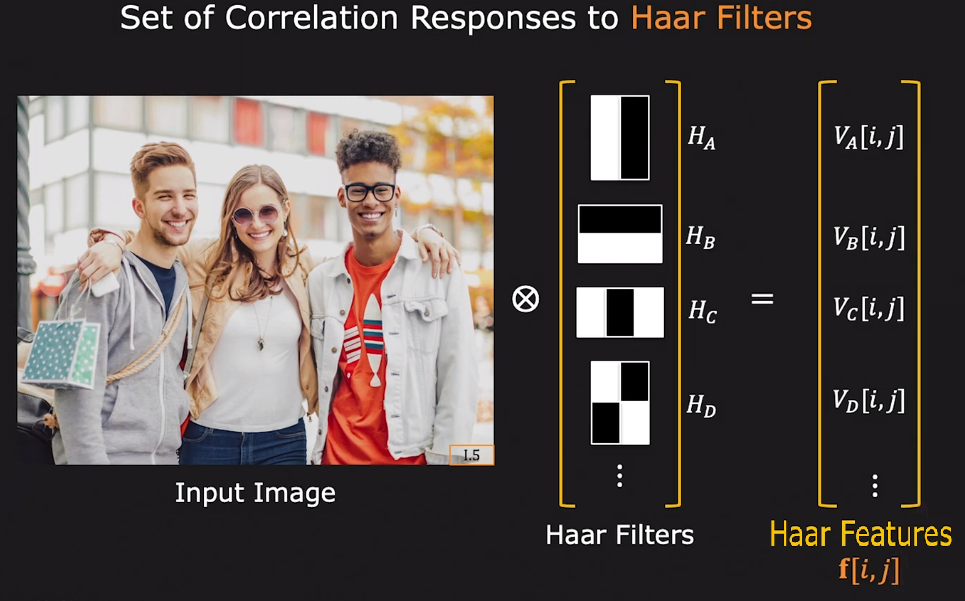 Set of Correlation Responses to Haar Filters
H_A
V_A[i,j]
H_B
V_B[i,j]
⊗
H_C
=
V_C[i,j]
H_D
V_D[i,j]
⋮
⋮
I.5
Input Image
Haar Filters
Haar Features
f[i,j]